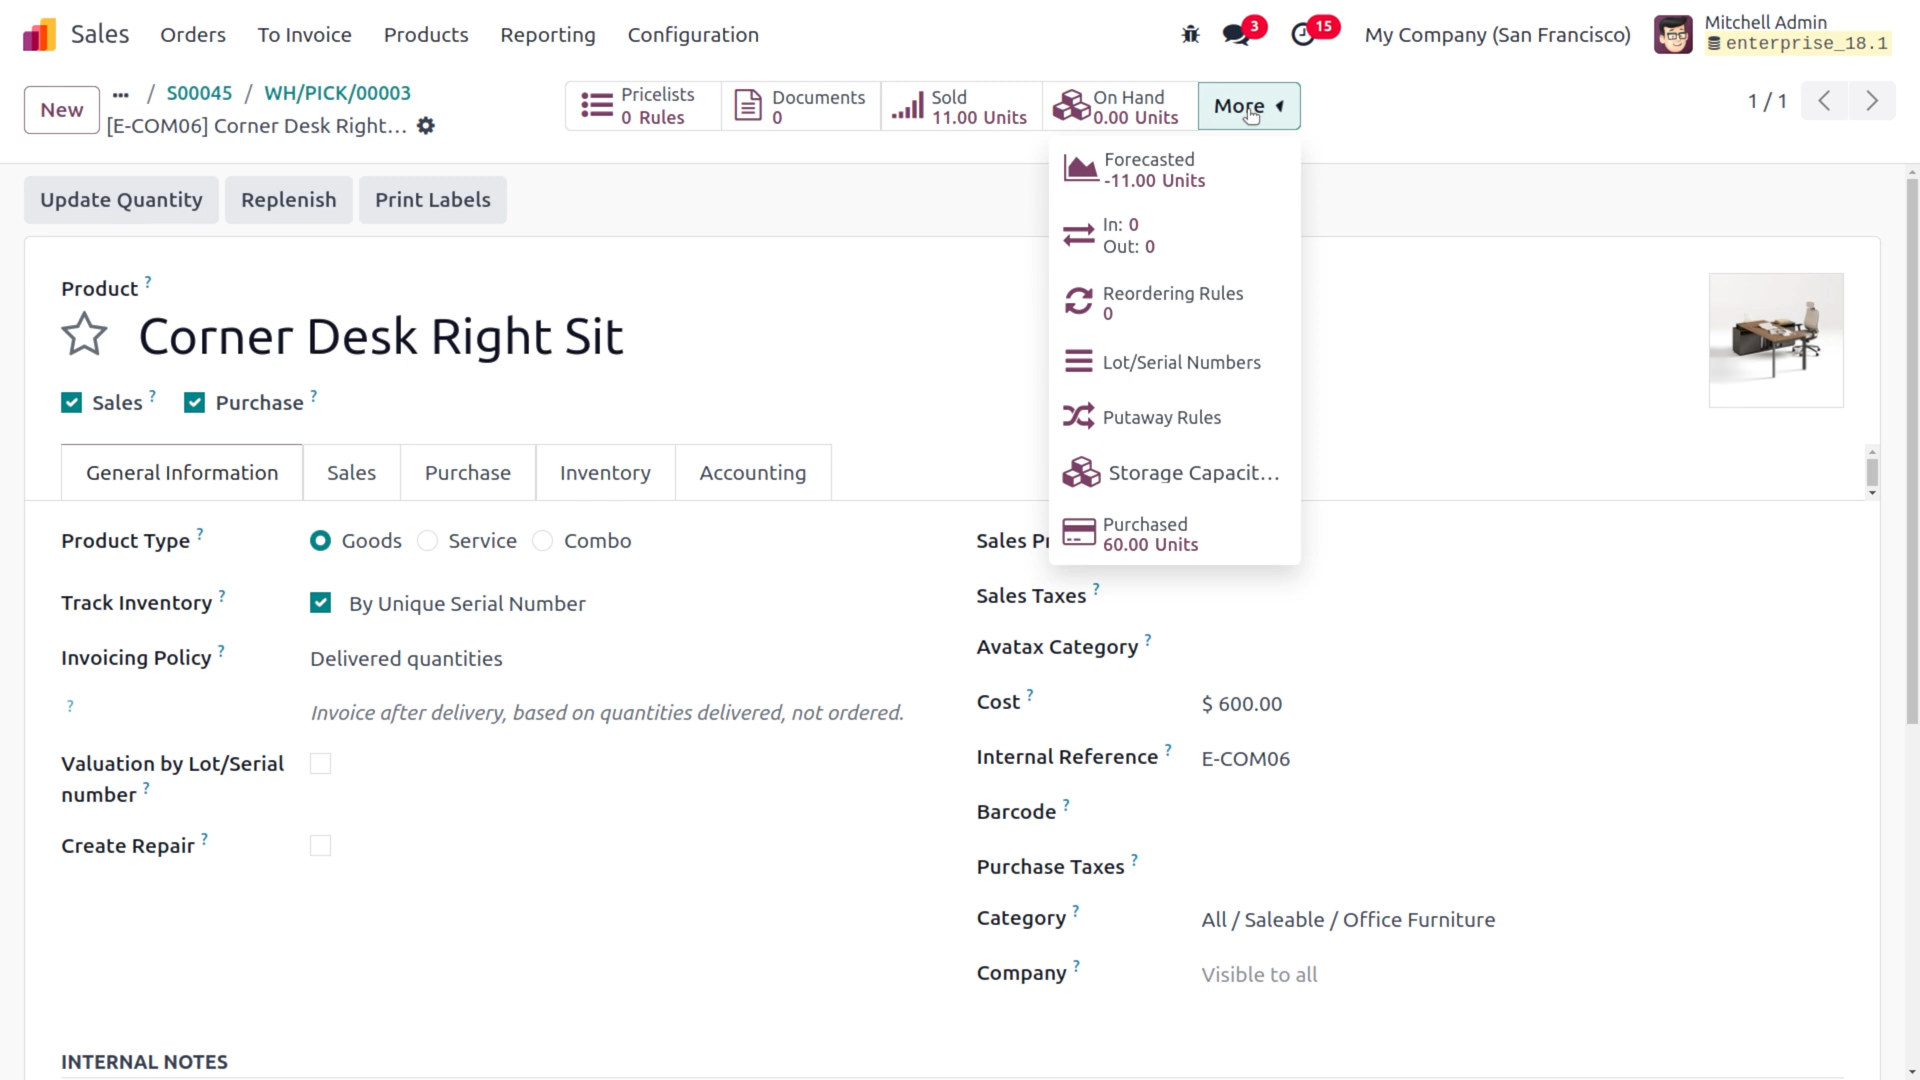 Sales Orders To Invoice Products Reporting Configuration 3 15 My Company (San Francisco) Mitchell Admin
enterprise_18.1
New ... / S00045 / WH/PICK/00003
[E-COM06] Corner Desk Right...
Pricelists
0 Rules
Documents
0
Sold
11.00 Units
On Hand
0.00 Units
More
1 / 1
Forecasted
-11.00 Units
In: 0
Out: 0
Reordering Rules
0
Lot/Serial Numbers
Putaway Rules
Storage Capacit...
Purchased
60.00 Units
Update Quantity Replenish Print Labels
Product ?
Corner Desk Right Sit
Sales ? Purchase ?
General Information Sales Purchase Inventory Accounting
Product Type ? Goods Service Combo
Track Inventory ? By Unique Serial Number
Invoicing Policy ? Delivered quantities
? Invoice after delivery, based on quantities delivered, not ordered.
Valuation by Lot/Serial
number ?
Create Repair ?
Sales Pr
Sales Taxes ?
Avatax Category ?
Cost ? $ 600.00
Internal Reference ? E-COM06
Barcode ?
Purchase Taxes ?
Category ? All / Saleable / Office Furniture
Company ? Visible to all
INTERNAL NOTES